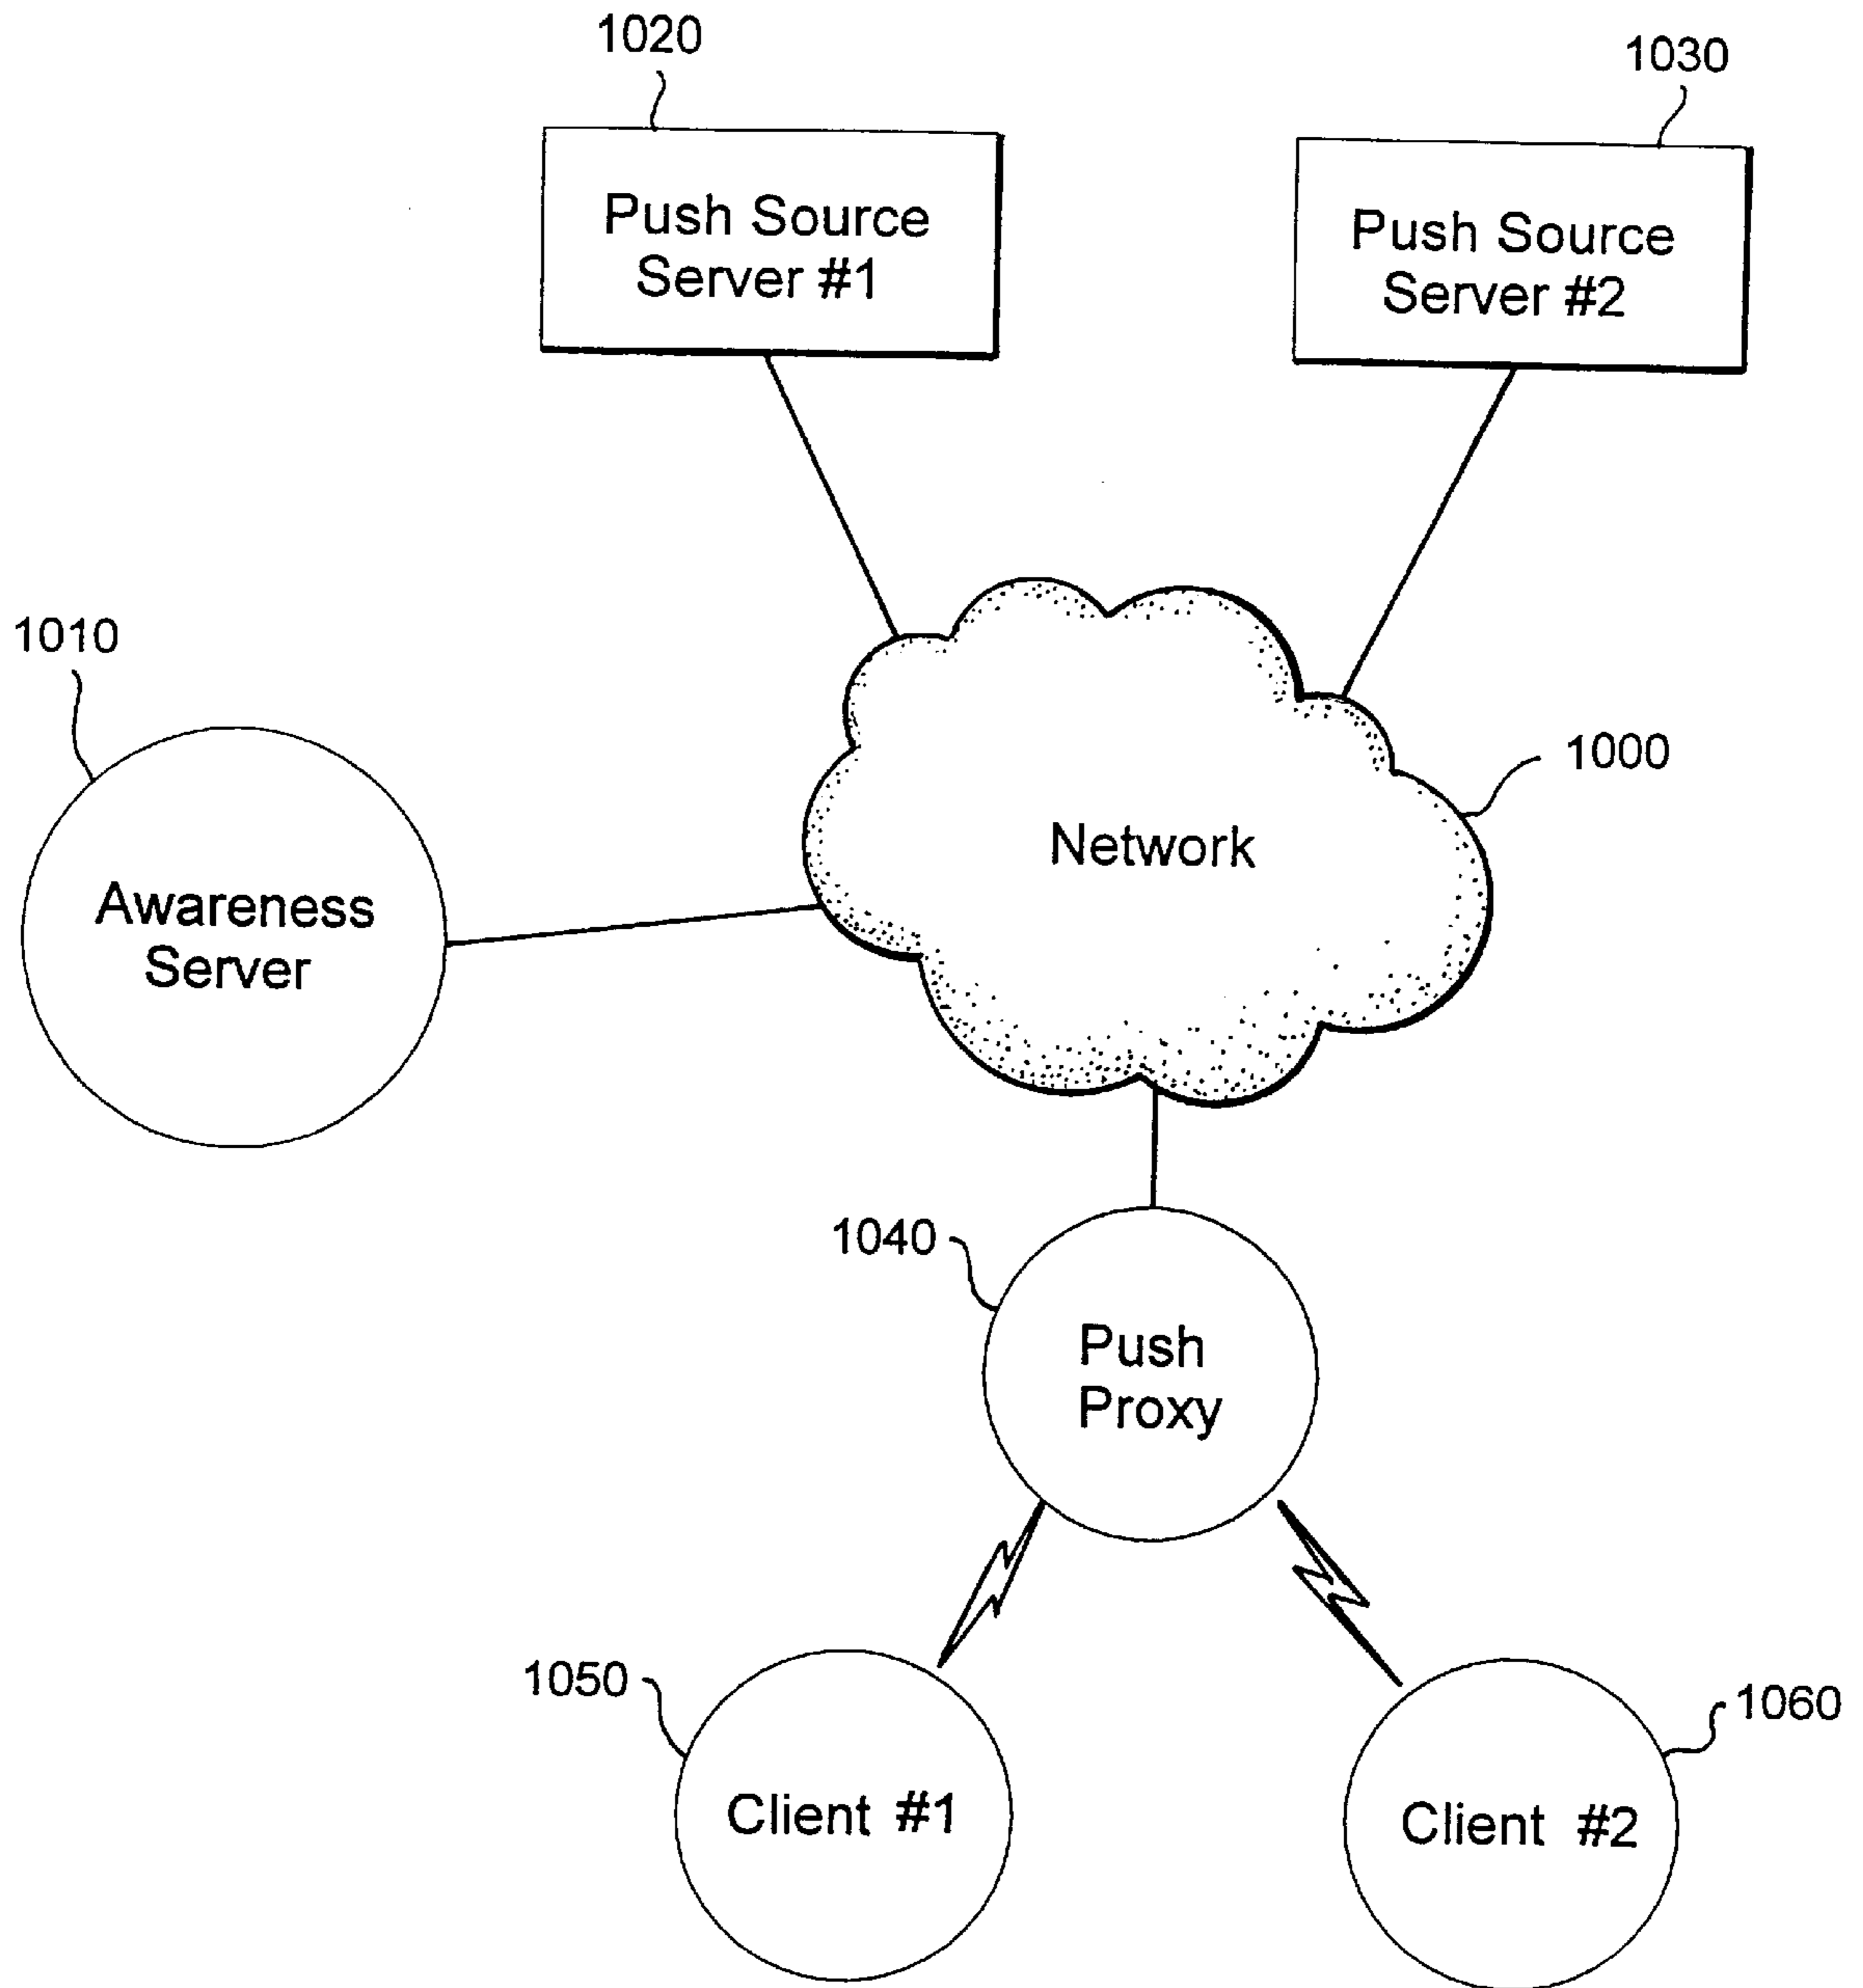 1020
1030
Push Source
Server #1
Push Source
Server #2
1010
1000
Network
Awareness
Server
1040
Push
Proxy
1050
1060
Client #1
Client #2